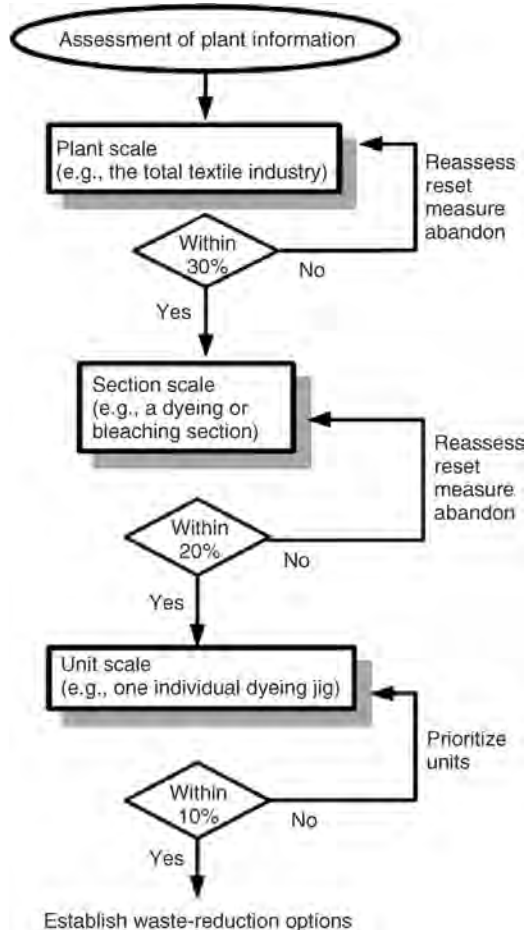 Assessment of plant information
Plant scale
(e.g., the total textile industry)
Reassess
reset
measure
abandon
Within
30%
No
Yes
Section scale
(e.g., a dyeing or
bleaching section)
Reassess
reset
measure
abandon
Within
20%
No
Yes
Unit scale
(e.g., one individual dyeing jig)
Prioritize
units
Within
10%
No
Yes
Establish waste-reduction options